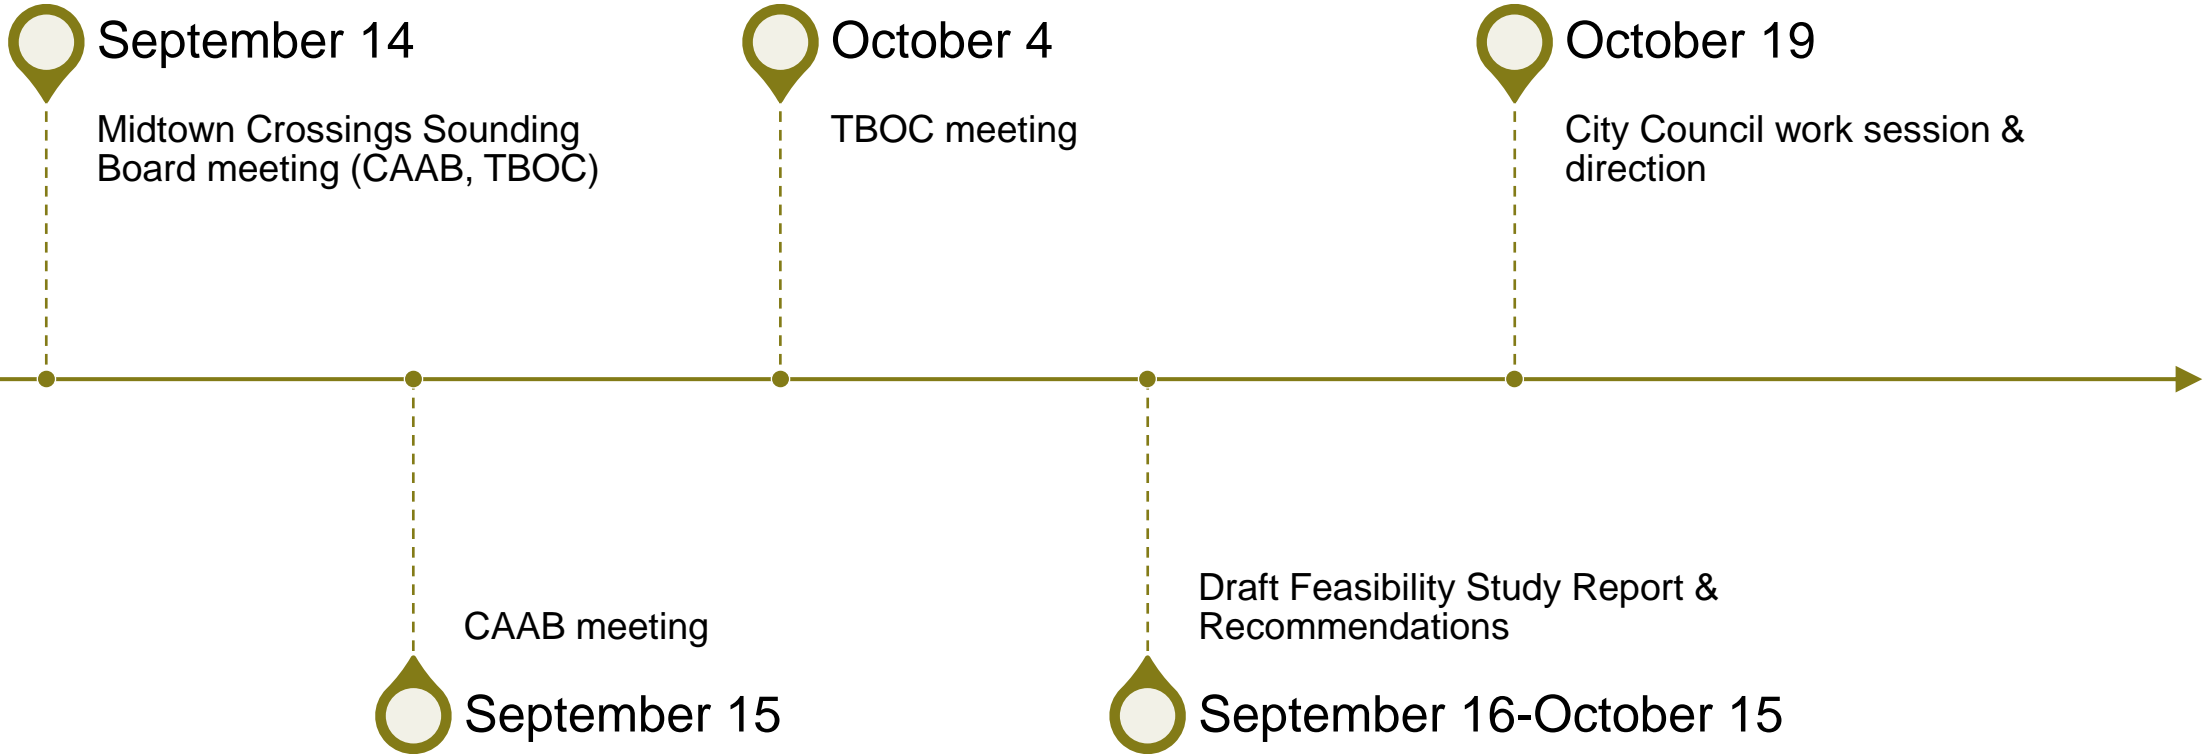 September 14
Midtown Crossings Sounding
Board meeting (CAAB, TBOC)
CAAB meeting
September 15
October 4
TBOC meeting
Draft Feasibility Study Report &
Recommendations
September 16-October 15
October 19
City Council work session &
direction